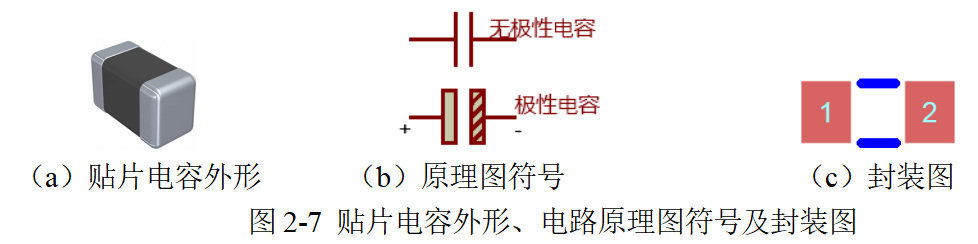 无极性电容
极性电容
+ -
1 2
（a）贴片电容外形 （b）原理图符号 （c）封装图
图 2-7 贴片电容外形、电路原理图符号及封装图